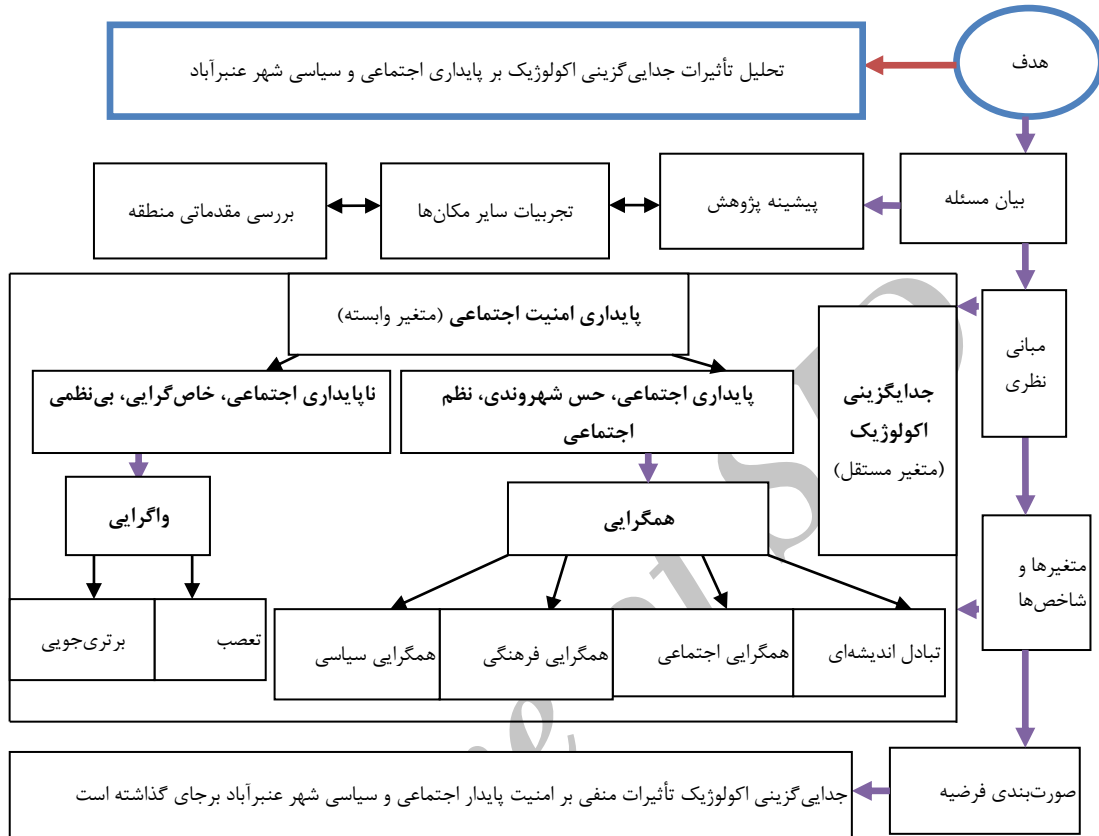 هدف
تحلیل تأثیرات جدایی‌گزینی اکولوژیک بر پایداری اجتماعی و سیاسی شهر عنبرآباد
بیان مسئله
پیشینه پژوهش
تجربیات سایر مکان‌ها
بررسی مقدماتی منطقه
مبانی
نظری
جدایگزینی
اکولوژیک
(متغیر مستقل)
پایداری امنیت اجتماعی (متغیر وابسته)
پایداری اجتماعی، حس شهروندی، نظم
اجتماعی
ناپایداری اجتماعی، خاص‌گرایی، بی‌نظمی
همگرایی
واگرایی
متغیرها و
شاخص‌ها
تبادل اندیشه‌ای
همگرایی اجتماعی
همگرایی فرهنگی
همگرایی سیاسی
تعصب
برتری‌جویی
صورت‌بندی فرضیه
جدایی‌گزینی اکولوژیک تأثیرات منفی بر امنیت پایدار اجتماعی و سیاسی شهر عنبرآباد برجای گذاشته است